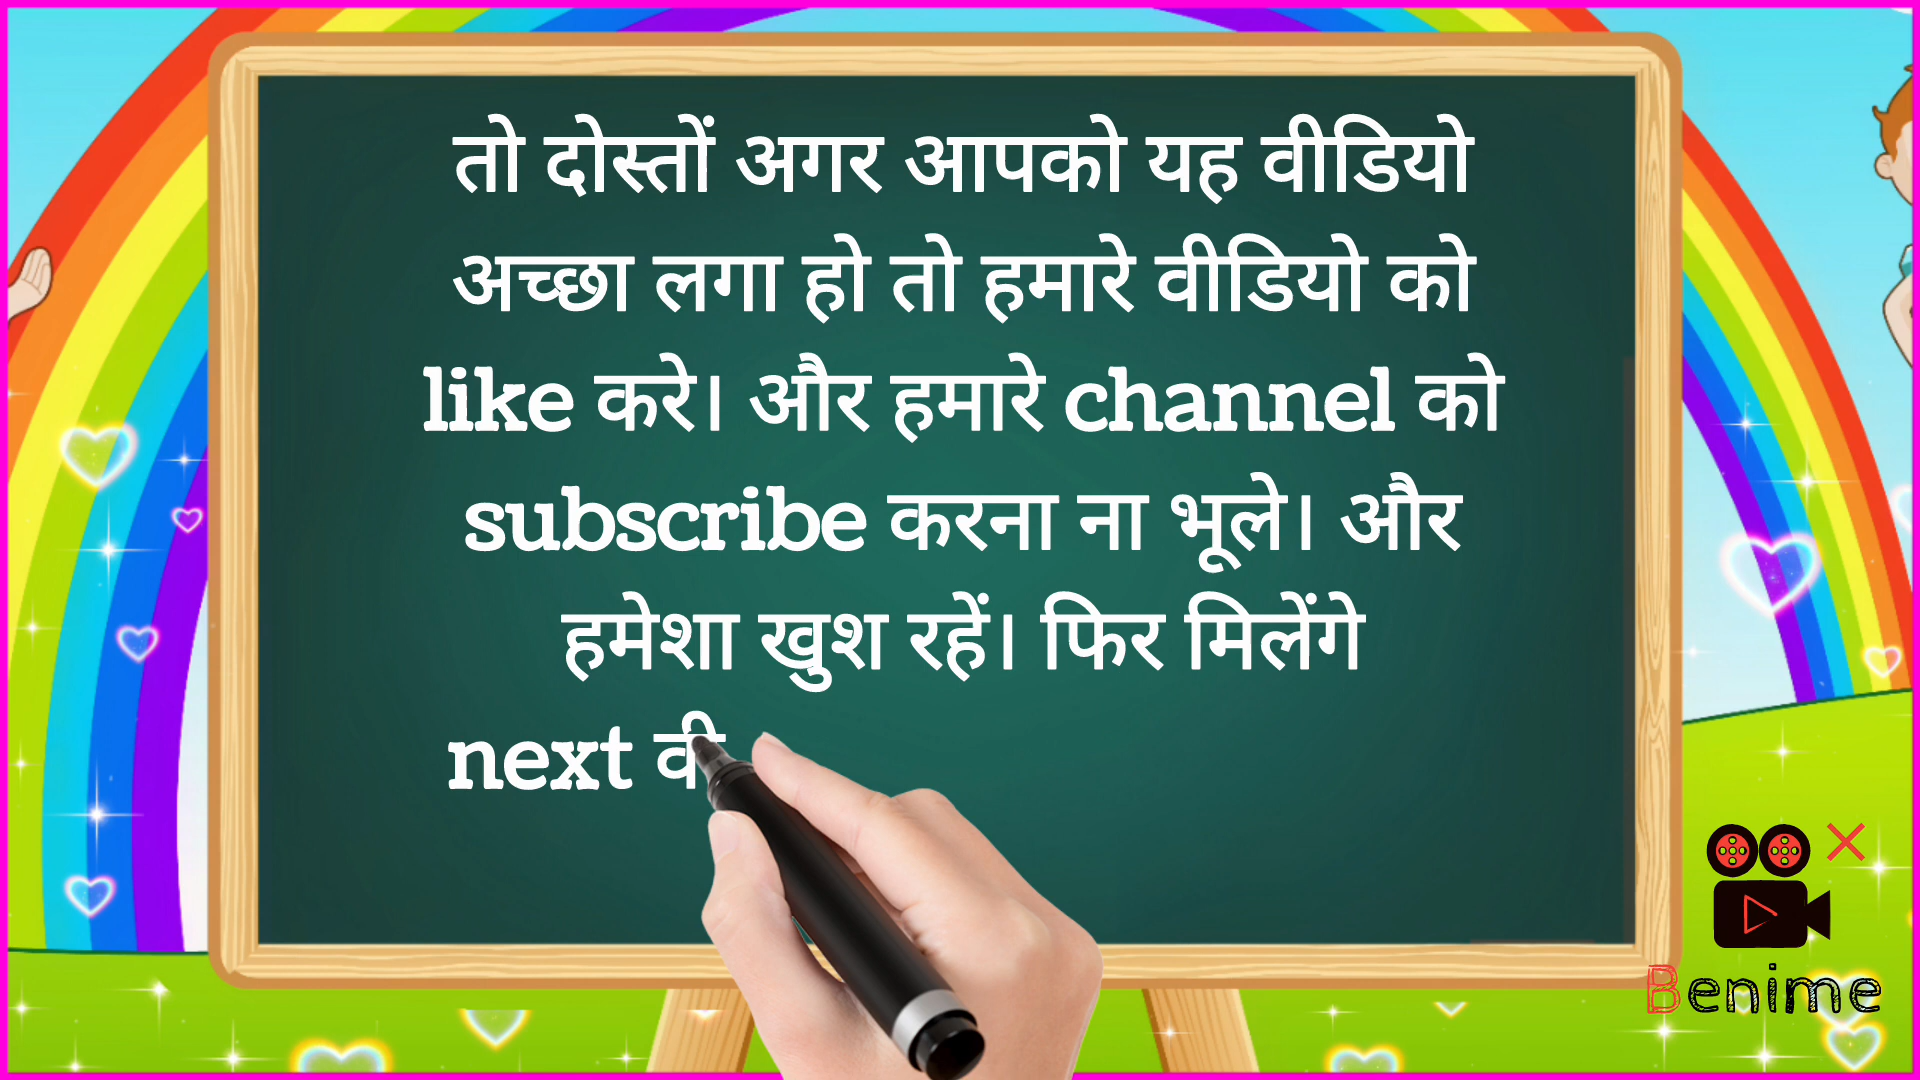 तो दोस्तों अगर आपको यह वीडियो
अच्छा लगा हो तो हमारे वीडियो को
like करे। और हमारे channel को
subscribe करना ना भूले। और
हमेशा खुश रहें। फिर मिलेंगे
next वी
Benime